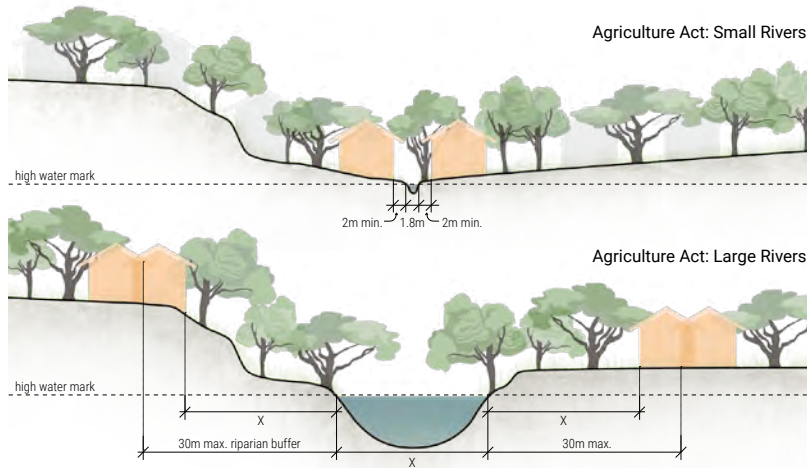 Agriculture Act: Small Rivers
high water mark
2m min. 1.8m 2m min.
Agriculture Act: Large Rivers
high water mark
X X
30m max. riparian buffer 30m max.
X